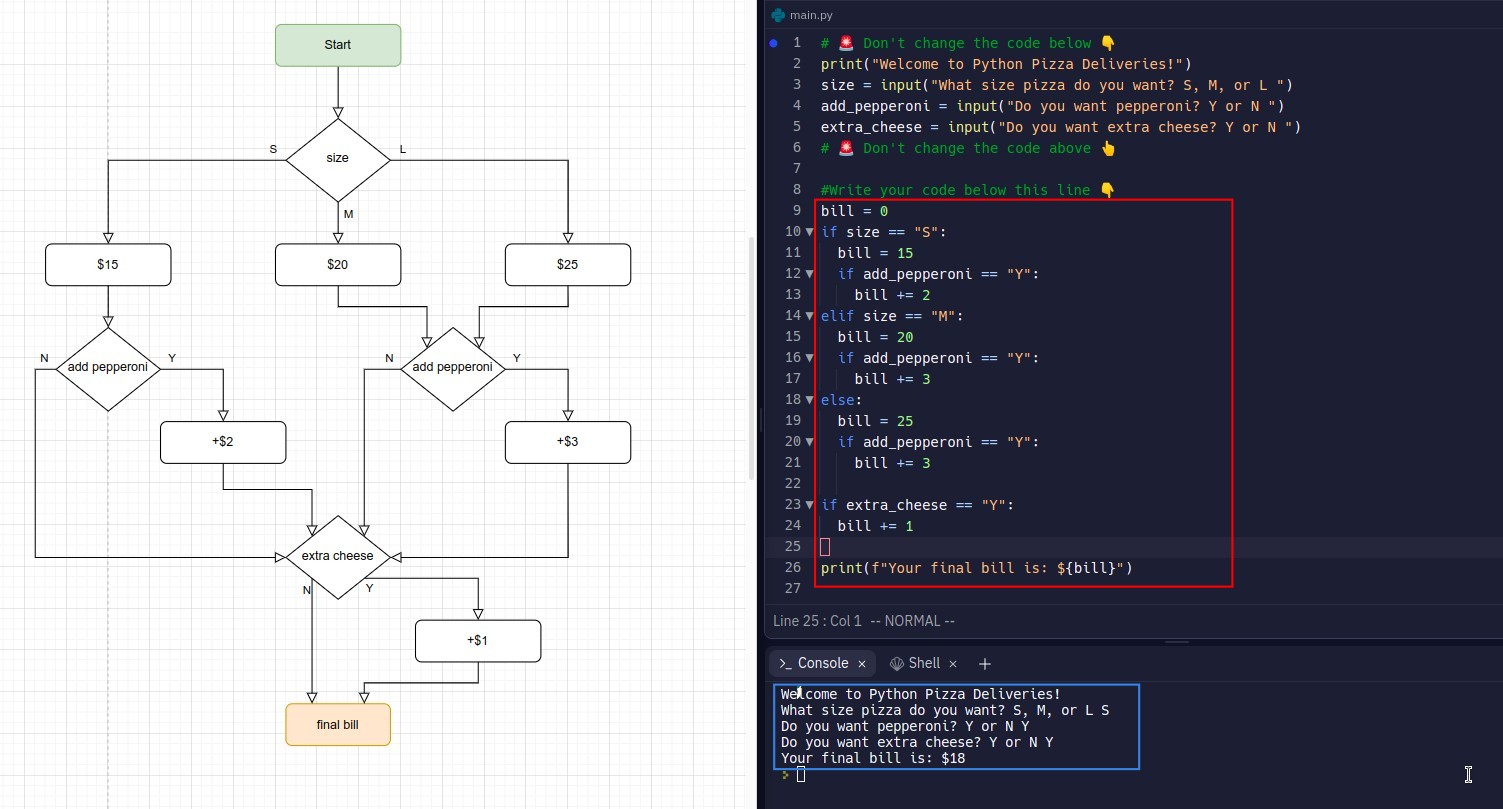 Start
size
S
L
M
$15
$20
$25
add pepperoni
N
Y
add pepperoni
N
Y
+$2
+$3
extra cheese
N
Y
+$1
final bill
main.py
1 # 🚨 Don't change the code below 👇
2 print("Welcome to Python Pizza Deliveries!")
3 size = input("What size pizza do you want? S, M, or L ")
4 add_pepperoni = input("Do you want pepperoni? Y or N ")
5 extra_cheese = input("Do you want extra cheese? Y or N ")
6 # 🚨 Don't change the code above 👆
7
8 #Write your code below this line 👇
9 bill = 0
10 if size == "S":
11   bill = 15
12   if add_pepperoni == "Y":
13     bill += 2
14 elif size == "M":
15   bill = 20
16   if add_pepperoni == "Y":
17     bill += 3
18 else:
19   bill = 25
20   if add_pepperoni == "Y":
21     bill += 3
22
23 if extra_cheese == "Y":
24   bill += 1
25
26 print(f"Your final bill is: ${bill}")
27
Line 25 : Col 1 -- NORMAL --
>_ Console × Shell × +
Welcome to Python Pizza Deliveries!
What size pizza do you want? S, M, or L S
Do you want pepperoni? Y or N Y
Do you want extra cheese? Y or N Y
Your final bill is: $18